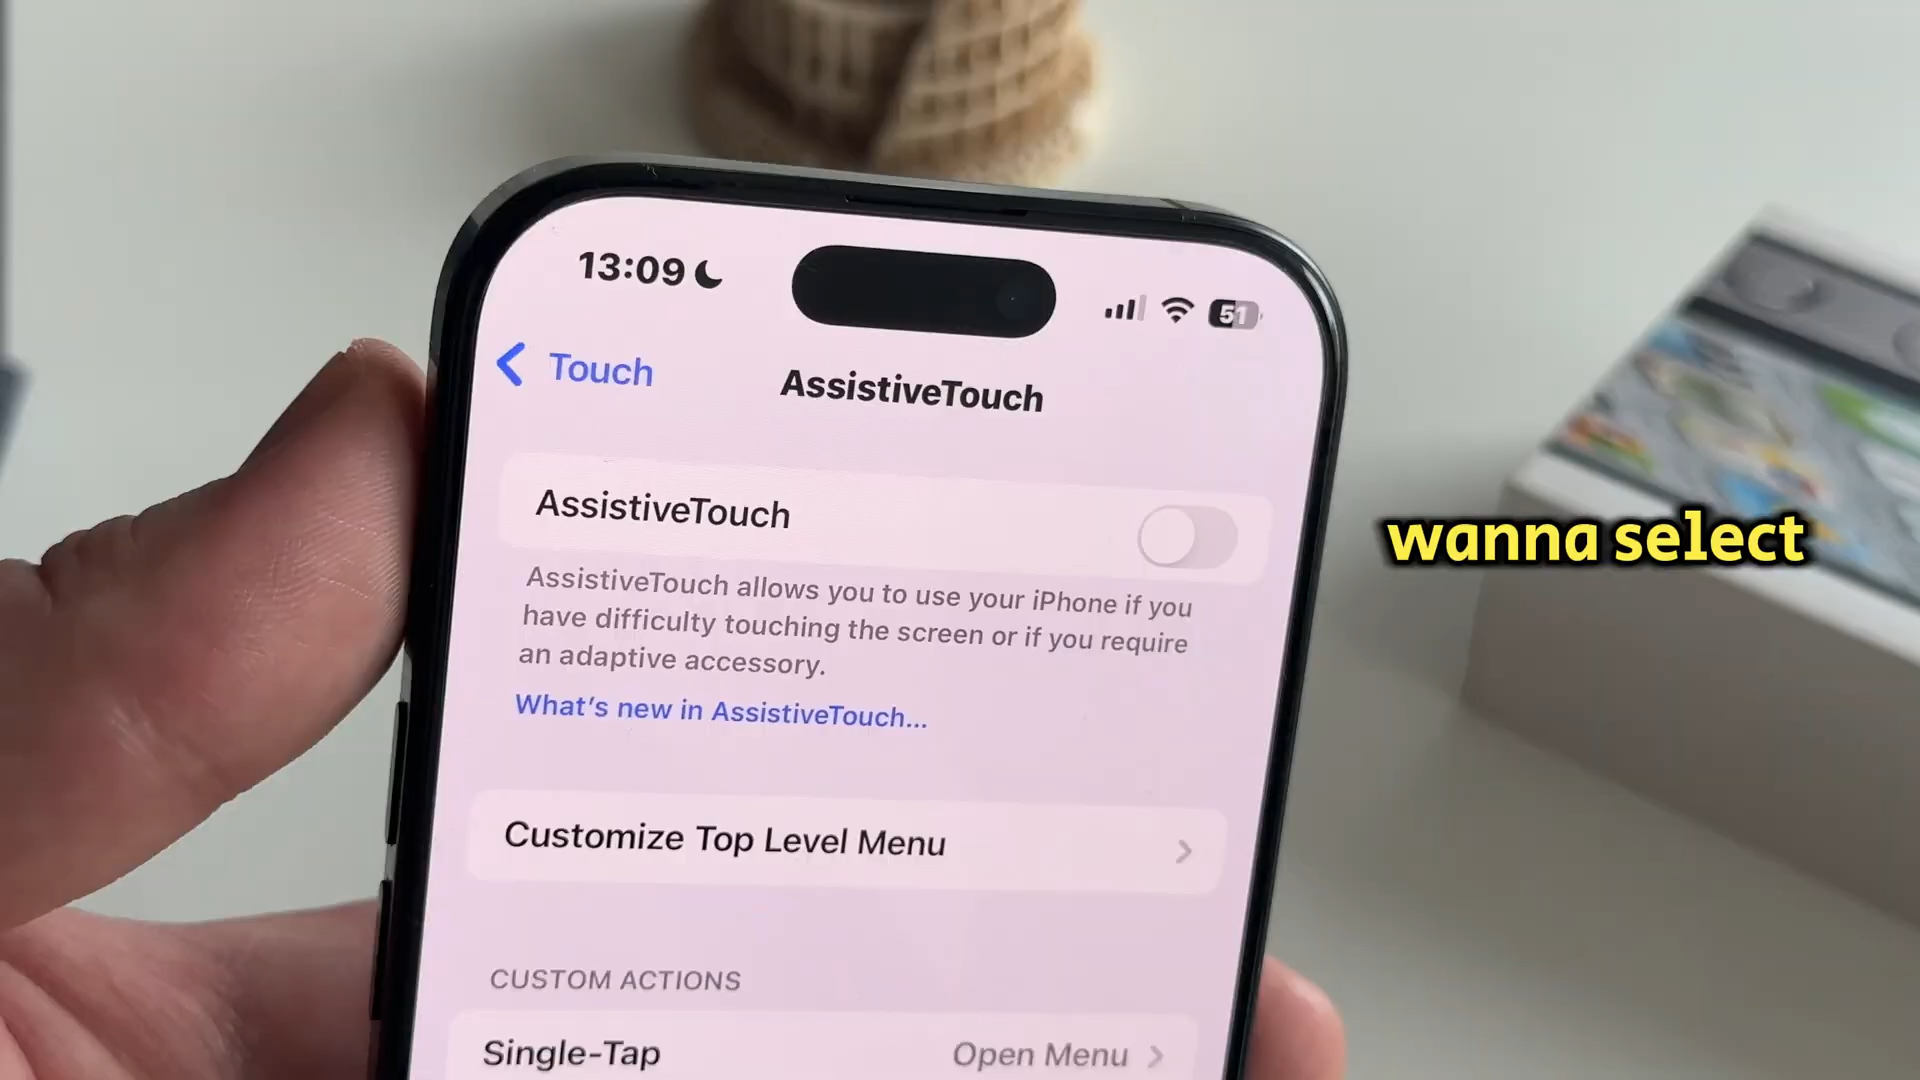 13:09
51
Touch
AssistiveTouch
AssistiveTouch
AssistiveTouch allows you to use your iPhone if you
have difficulty touching the screen or if you require
an adaptive accessory.
What's new in AssistiveTouch...
Customize Top Level Menu
CUSTOM ACTIONS
Single-Tap
Open Menu
wanna select